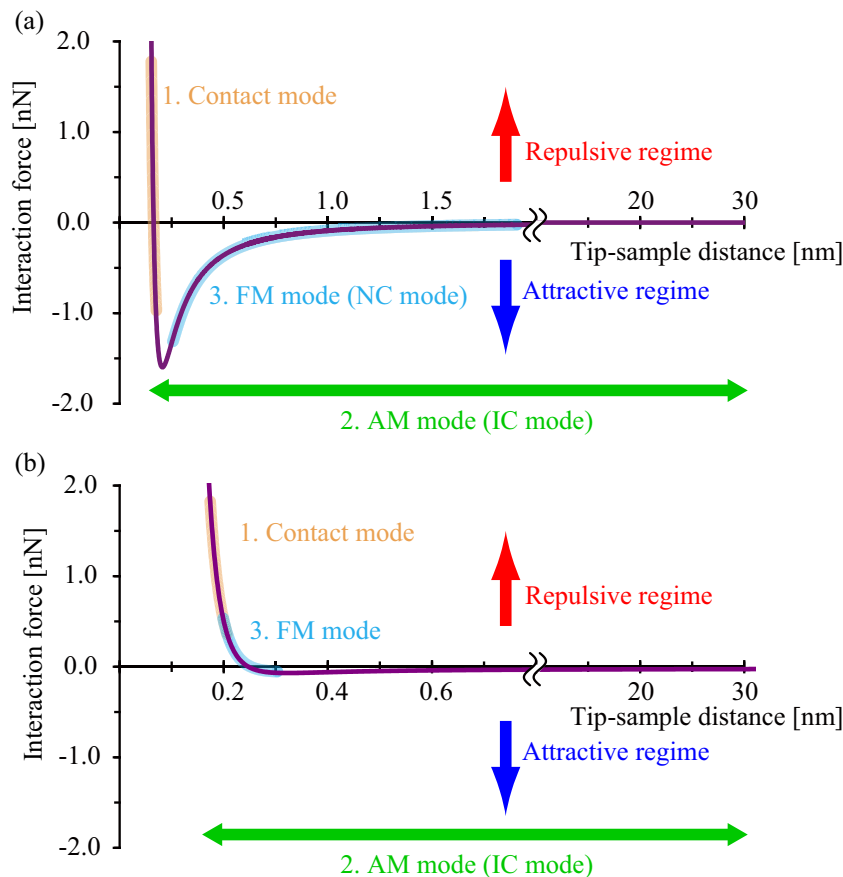 (a)
Interaction force [nN]
2.0
1. Contact mode
1.0
Repulsive regime
0.5 1.0 1.5 20 30
0.0
Tip-sample distance [nm]
3. FM mode (NC mode)
Attractive regime
-1.0
-2.0
2. AM mode (IC mode)
(b)
Interaction force [nN]
2.0
1. Contact mode
1.0
Repulsive regime
3. FM mode
0.0
0.2 0.4 0.6 20 30
Tip-sample distance [nm]
Attractive regime
-1.0
-2.0
2. AM mode (IC mode)